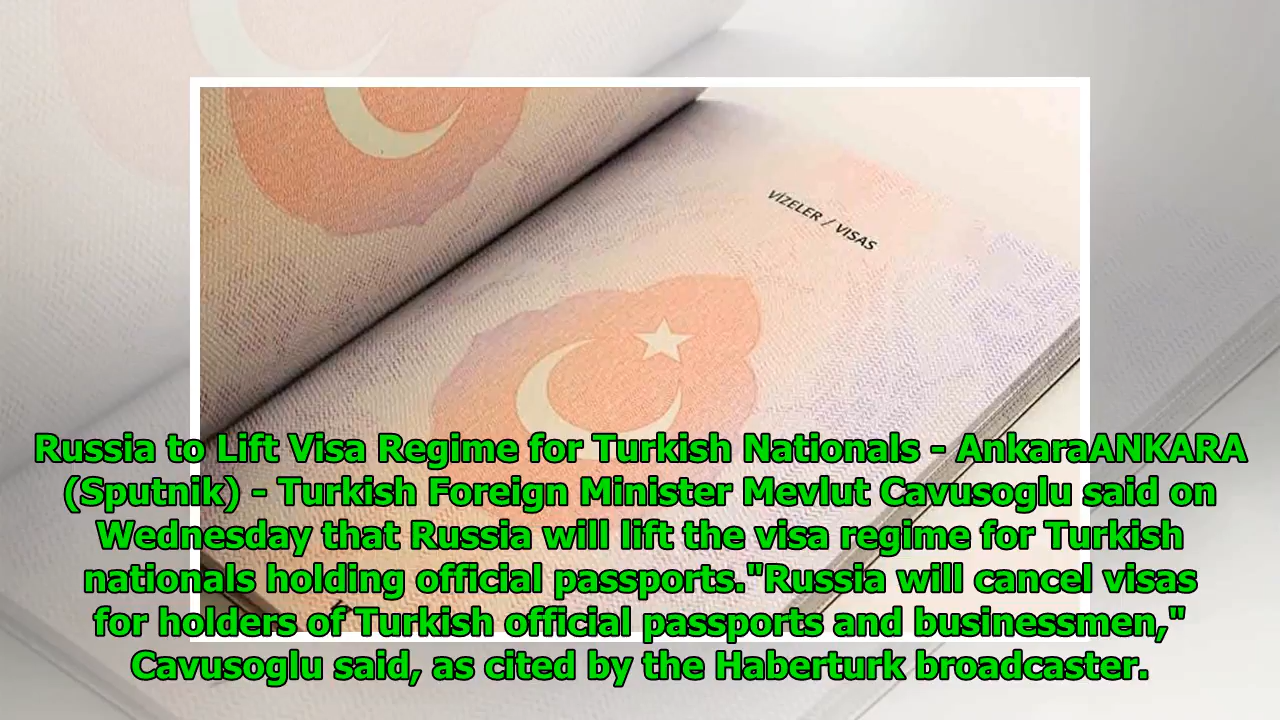 VİZELER / VISAS
Russia to Lift Visa Regime for Turkish Nationals - AnkaraANKARA
(Sputnik) - Turkish Foreign Minister Mevlut Cavusoglu said on
Wednesday that Russia will lift the visa regime for Turkish
nationals holding official passports."Russia will cancel visas
for holders of Turkish official passports and businessmen,"
Cavusoglu said, as cited by the Haberturk broadcaster.